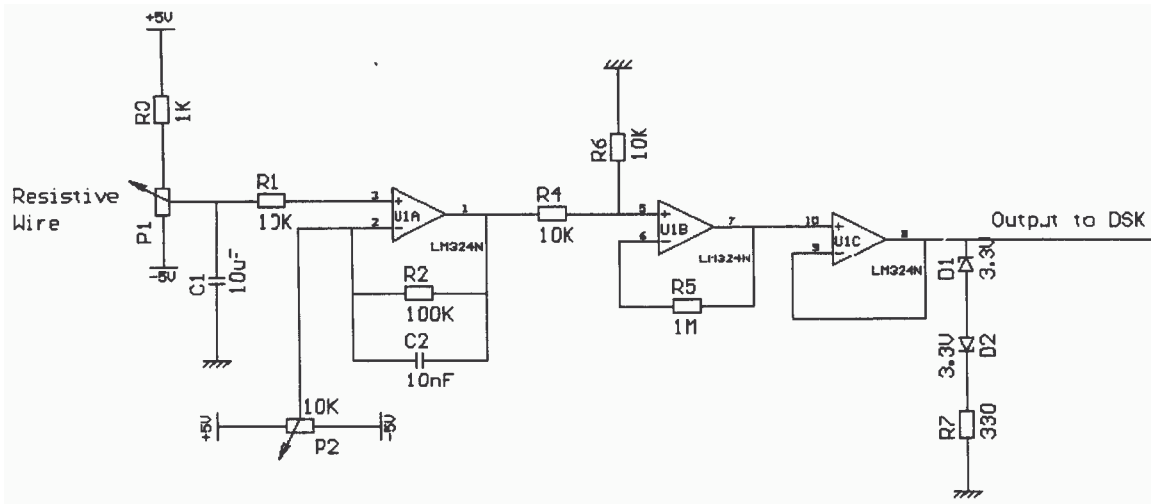 +5V
R0
1K
Resistive
Wire
P1
-5V
C1
10u
R1
10K
3
+
2
-
U1A
1
LM324N
R2
100K
C2
10nF
+5V
10K
P2
-5V
R6
10K
R4
10K
5
+
6
-
U1B
7
LM324N
R5
1M
10
+
9
-
U1C
8
LM324N
Output to DSK
D1
3.3V
3.3V
D2
R7
330